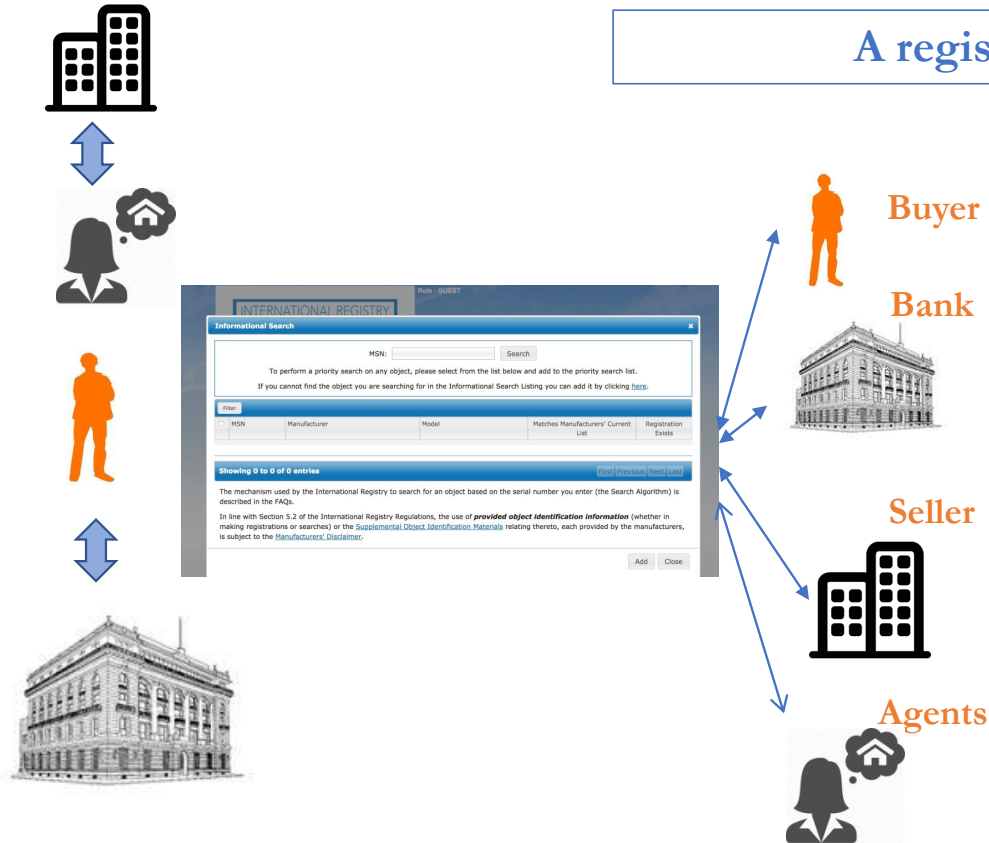 A regis
Buyer
Bank
Seller
Agents
Role : GUEST
INTERNATIONAL REGISTRY
Informational Search x
MSN: Search
To perform a priority search on any object, please select from the list below and add to the priority search list.
If you cannot find the object you are searching for in the Informational Search Listing you can add it by clicking here.
Filter
MSN Manufacturer Model Matches Manufacturers' Current List Registration Exists
Showing 0 to 0 of 0 entries First Previous Next Last
The mechanism used by the International Registry to search for an object based on the serial number you enter (the Search Algorithm) is
described in the FAQs.
In line with Section 5.2 of the International Registry Regulations, the use of provided object identification information (whether in
making registrations or searches) or the Supplemental Object Identification Materials relating thereto, each provided by the manufacturers,
is subject to the Manufacturers' Disclaimer.
Add Close